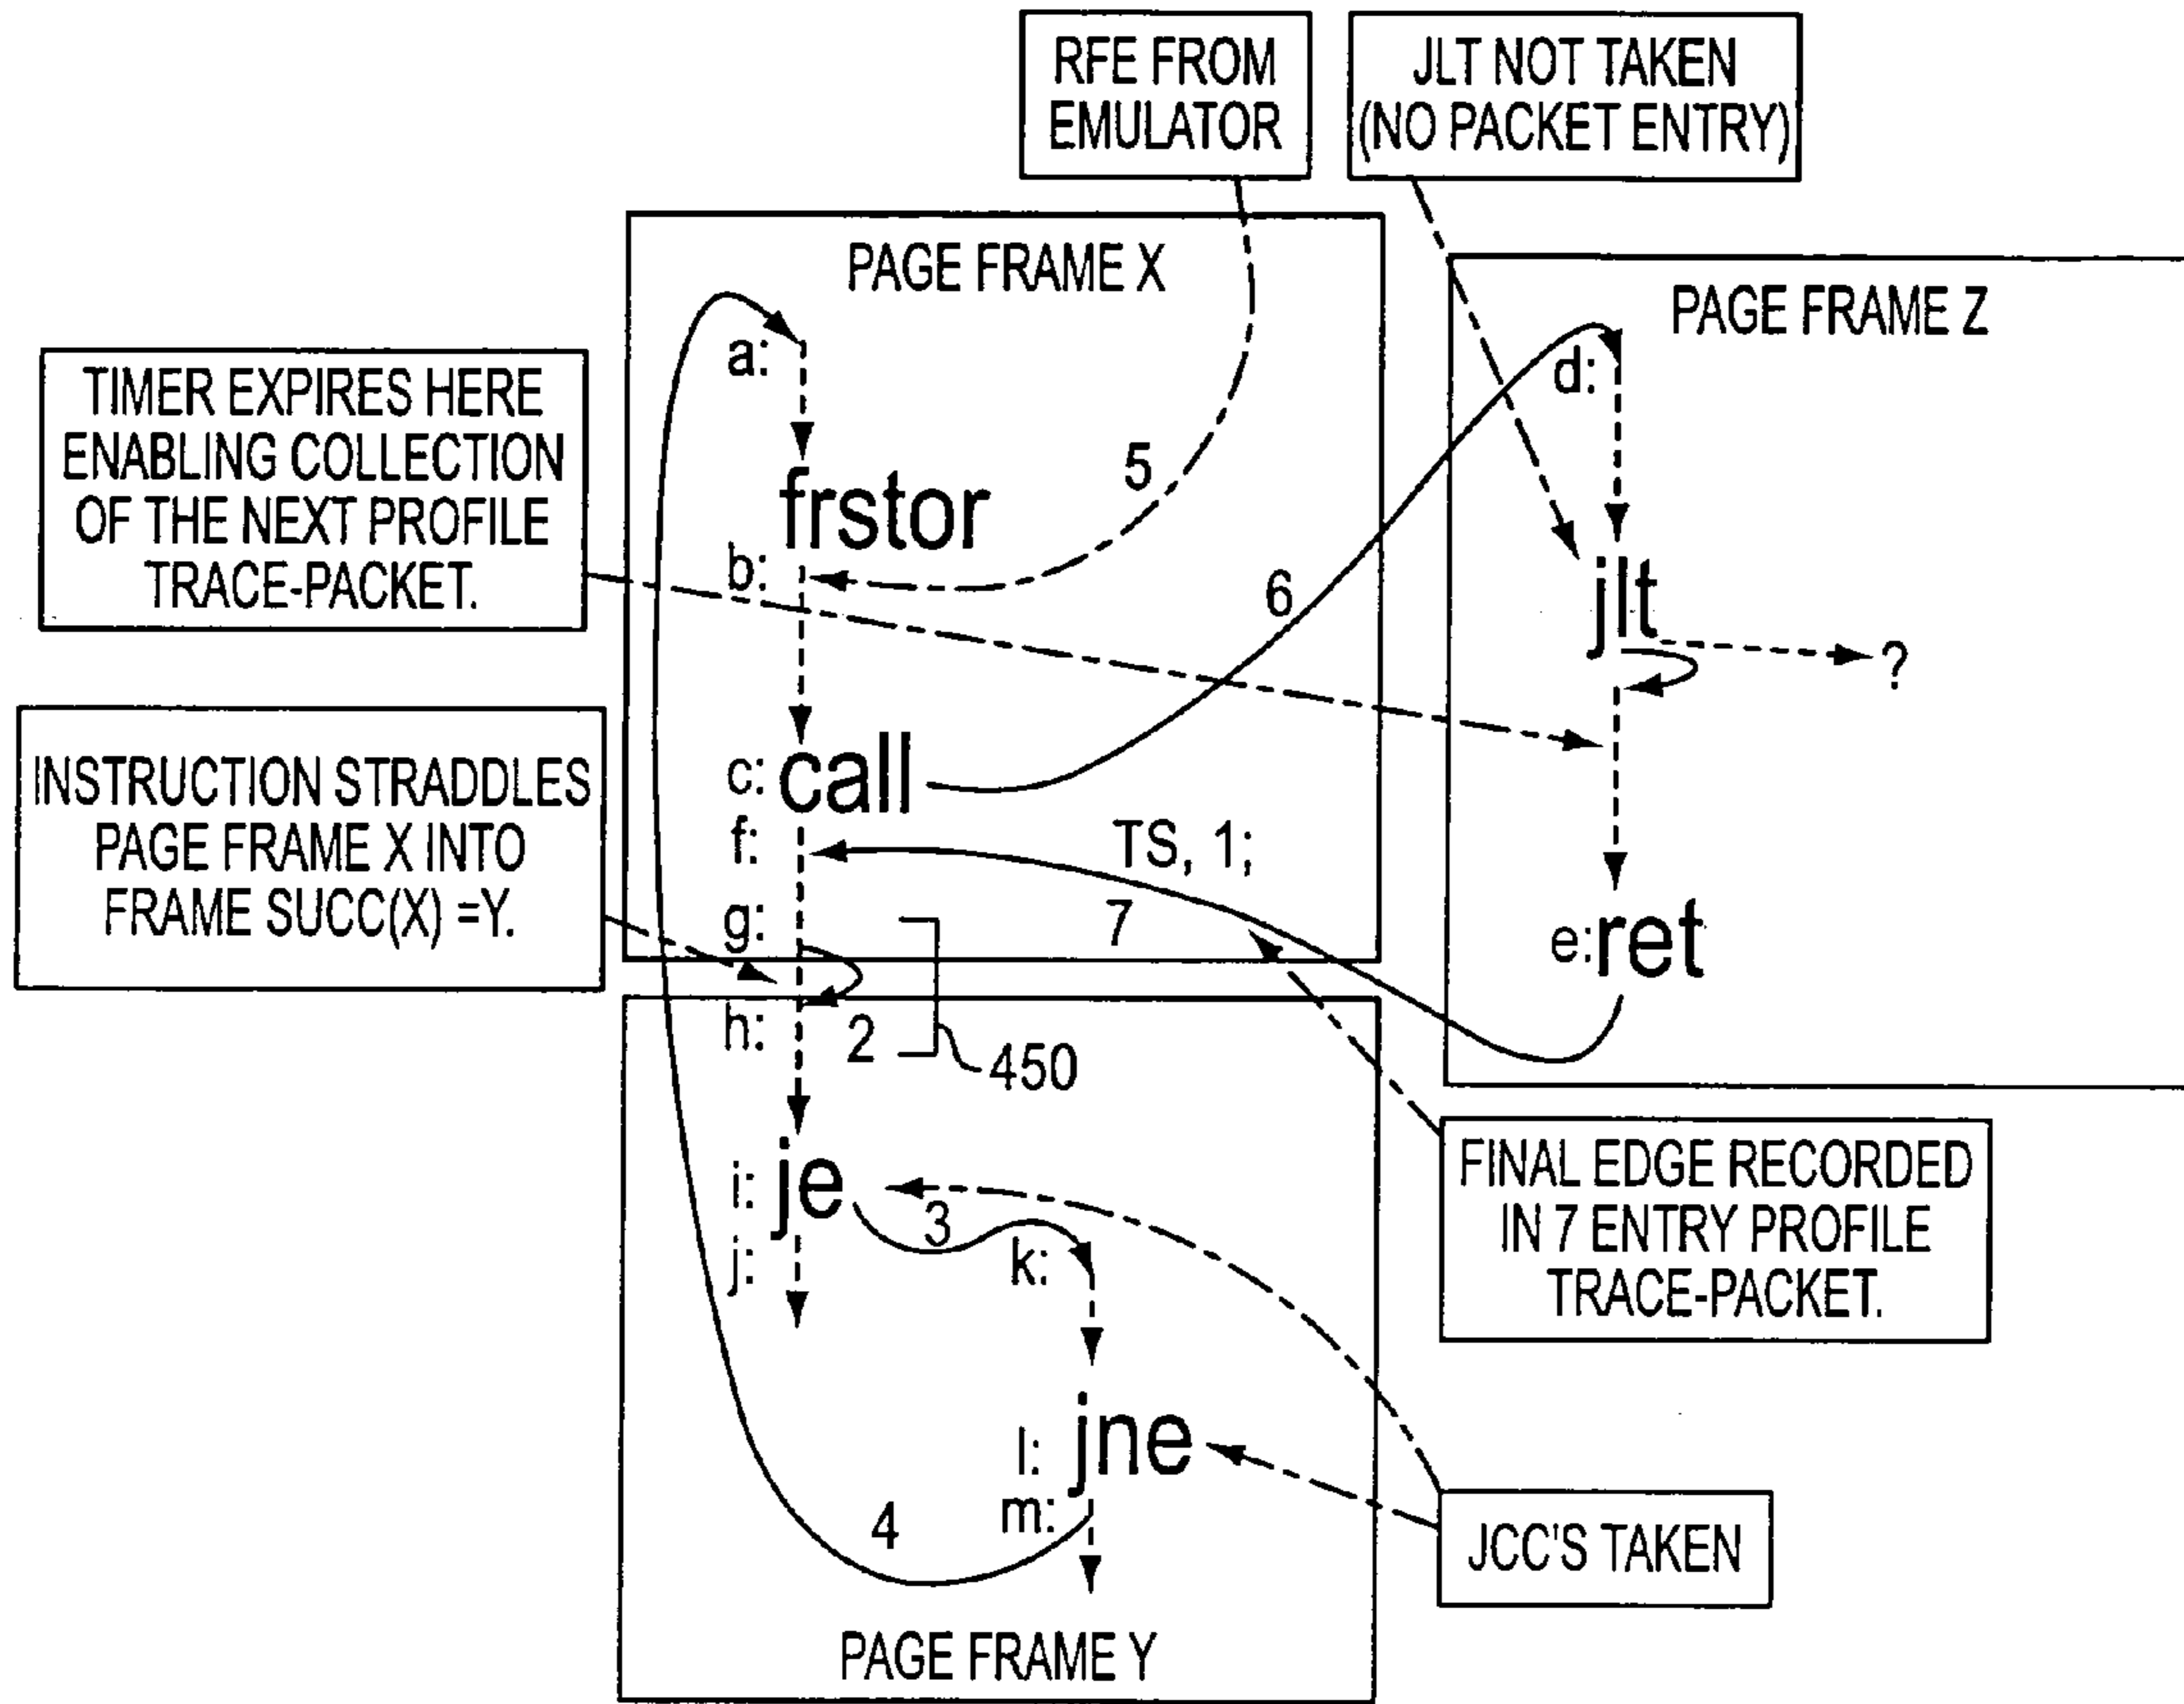 RFE FROM
EMULATOR
JLT NOT TAKEN
(NO PACKET ENTRY)
PAGE FRAME X
PAGE FRAME Z
TIMER EXPIRES HERE
ENABLING COLLECTION
OF THE NEXT PROFILE
TRACE-PACKET.
a:
frstor
b:
5
6
d:
jlt
?
INSTRUCTION STRADDLES
PAGE FRAME X INTO
FRAME SUCC(X) =Y.
c: call
f:
TS, 1;
g:
7
e: ret
h:
2
450
i: je
3
j:
k:
FINAL EDGE RECORDED
IN 7 ENTRY PROFILE
TRACE-PACKET.
l: jne
m:
4
JCC'S TAKEN
PAGE FRAME Y